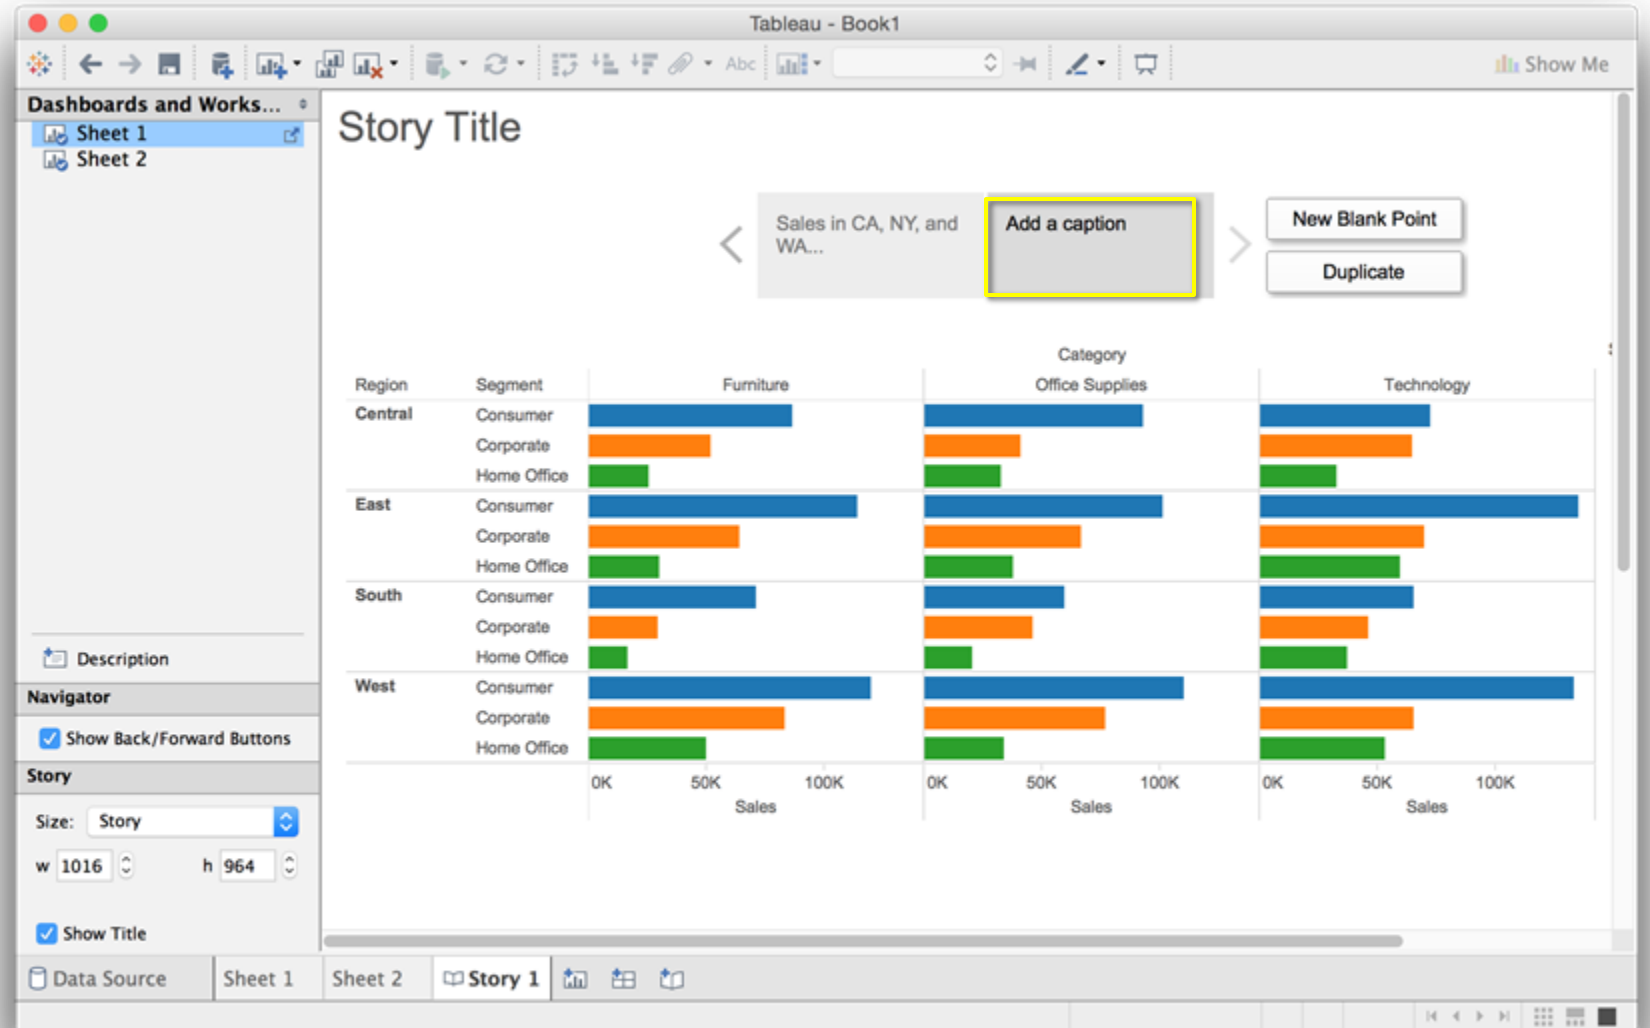 Tableau - Book1
Abc
Show Me
Dashboards and Works...
Sheet 1
Sheet 2
Story Title
Sales in CA, NY, and
WA...
Add a caption
New Blank Point
Duplicate
Category
Region Segment Furniture Office Supplies Technology
Central Consumer
Corporate
Home Office
East Consumer
Corporate
Home Office
South Consumer
Corporate
Home Office
West Consumer
Corporate
Home Office
0K 50K 100K 0K 50K 100K 0K 50K 100K
Sales Sales Sales
Description
Navigator
Show Back/Forward Buttons
Story
Size: Story
w 1016 h 964
Show Title
Data Source Sheet 1 Sheet 2 Story 1